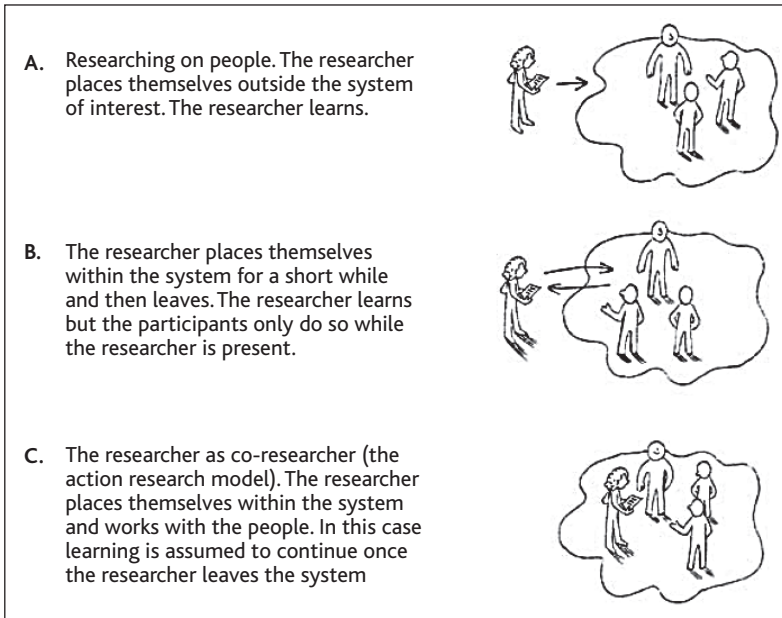 A. Researching on people. The researcher
places themselves outside the system
of interest. The researcher learns.
B. The researcher places themselves
within the system for a short while
and then leaves. The researcher learns
but the participants only do so while
the researcher is present.
C. The researcher as co-researcher (the
action research model). The researcher
places themselves within the system
and works with the people. In this case
learning is assumed to continue once
the researcher leaves the system